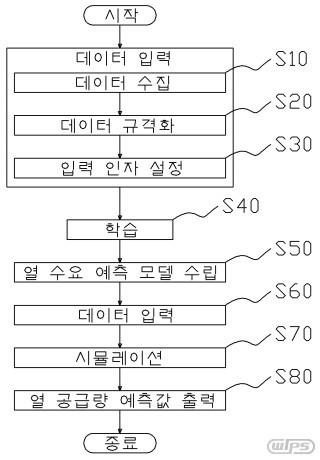 시작
데이터 입력
데이터 수집 S10
데이터 규격화 S20
입력 인자 설정 S30
학습 S40
열 수요 예측 모델 수립 S50
데이터 입력 S60
시뮬레이션 S70
열 공급량 예측값 출력 S80
종료
wips